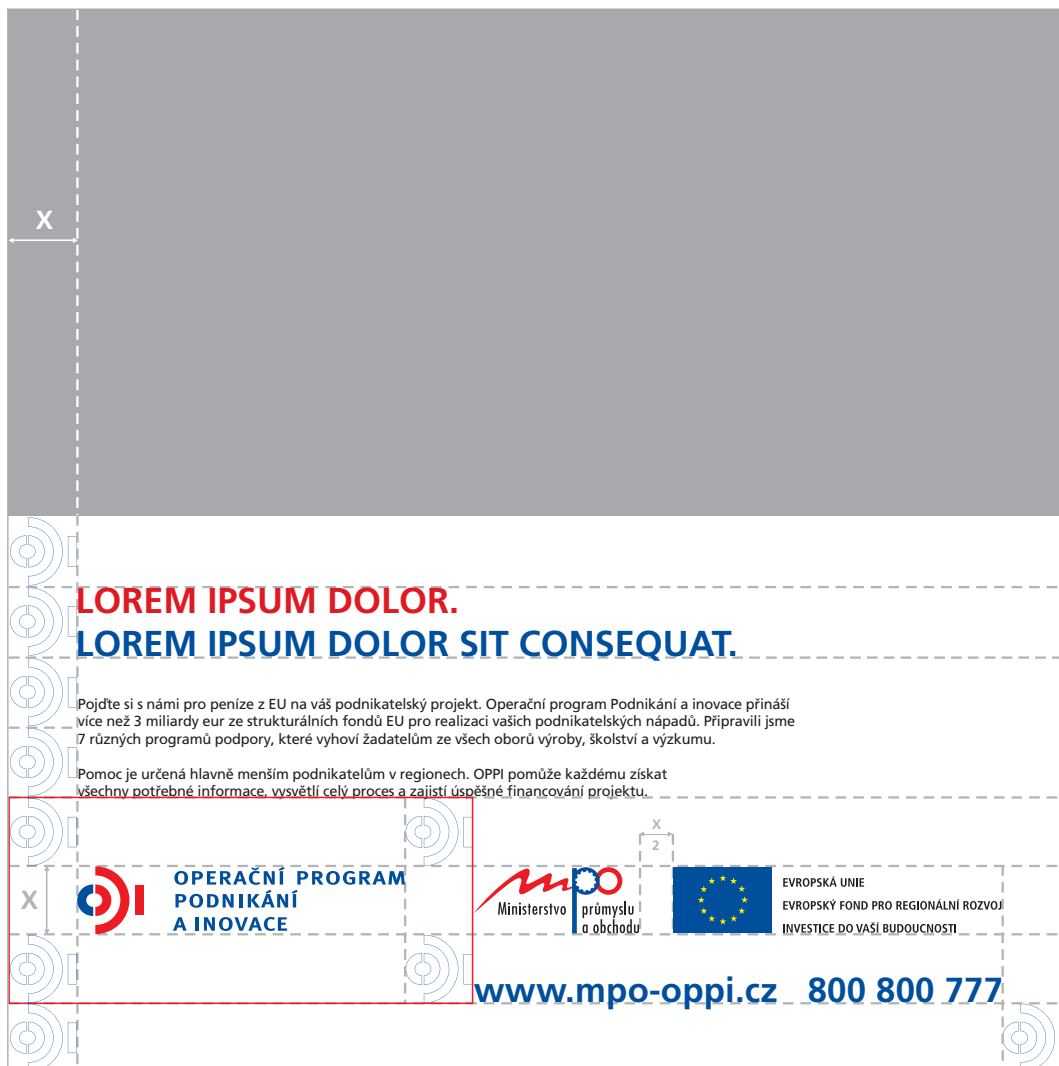 X
LOREM IPSUM DOLOR.
LOREM IPSUM DOLOR SIT CONSEQUAT.
Pojďte si s námi pro peníze z EU na váš podnikatelský projekt. Operační program Podnikání a inovace přináší
více než 3 miliardy eur ze strukturálních fondů EU pro realizaci vašich podnikatelských nápadů. Připravili jsme
7 různých programů podpory, které vyhoví žadatelům ze všech oborů výroby, školství a výzkumu.
Pomoc je určená hlavně menším podnikatelům v regionech. OPPI pomůže každému získat
všechny potřebné informace, vysvětlí celý proces a zajistí úspěšné financování projektu.
X
2
X
OPERAČNÍ PROGRAM
PODNIKÁNÍ
A INOVACE
mpo
Ministerstvo průmyslu
a obchodu
EVROPSKÁ UNIE
EVROPSKÝ FOND PRO REGIONÁLNÍ ROZVOJ
INVESTICE DO VAŠÍ BUDOUCNOSTI
www.mpo-oppi.cz 800 800 777